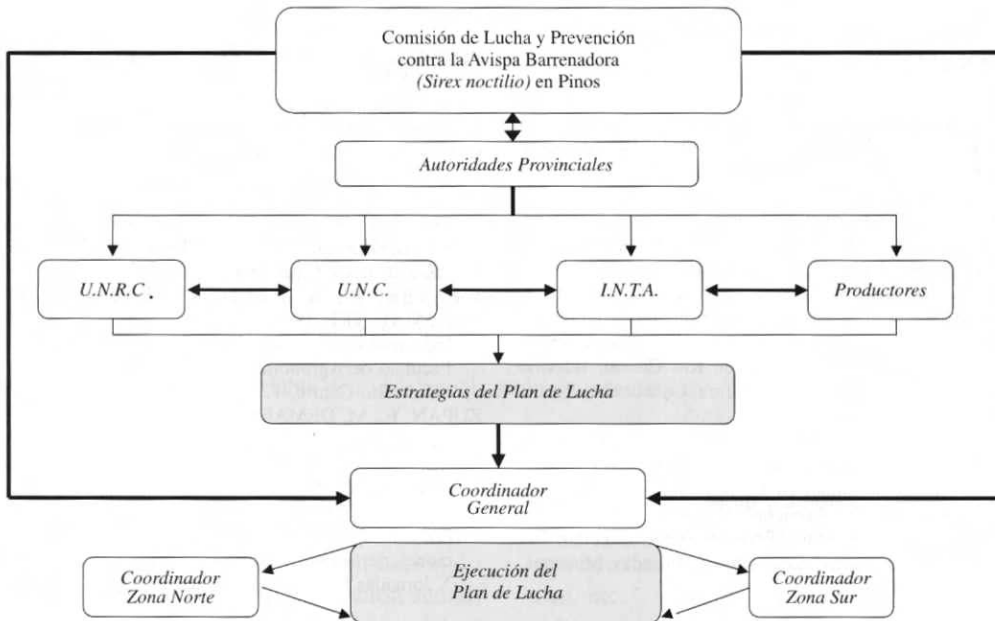 Comisión de Lucha y Prevención
contra la Avispa Barrenadora
(Sirex noctilio) en Pinos
Autoridades Provinciales
U.N.R.C.
U.N.C.
I.N.T.A.
Productores
Estrategias del Plan de Lucha
Coordinador
General
Coordinador
Zona Norte
Ejecución del
Plan de Lucha
Coordinador
Zona Sur